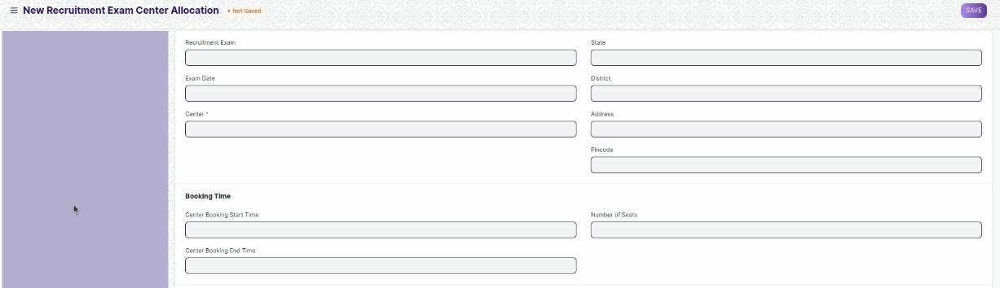 New Recruitment Exam Center Allocation • Not Saved SAVE
Recruitment Exam
State
Exam Date
District
Center *
Address
Pincode
Booking Time
Center Booking Start Time
Number of Seats
Center Booking End Time